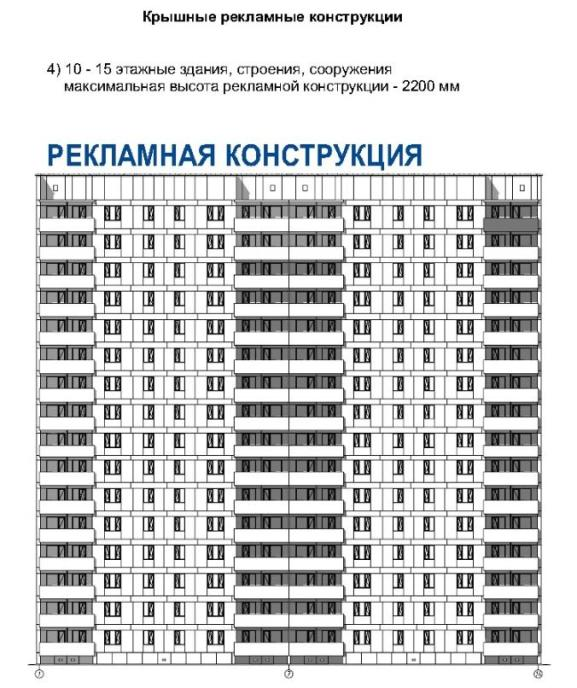 Крышные рекламные конструкции
4) 10 - 15 этажные здания, строения, сооружения
максимальная высота рекламной конструкции - 2200 мм
РЕКЛАМНАЯ КОНСТРУКЦИЯ